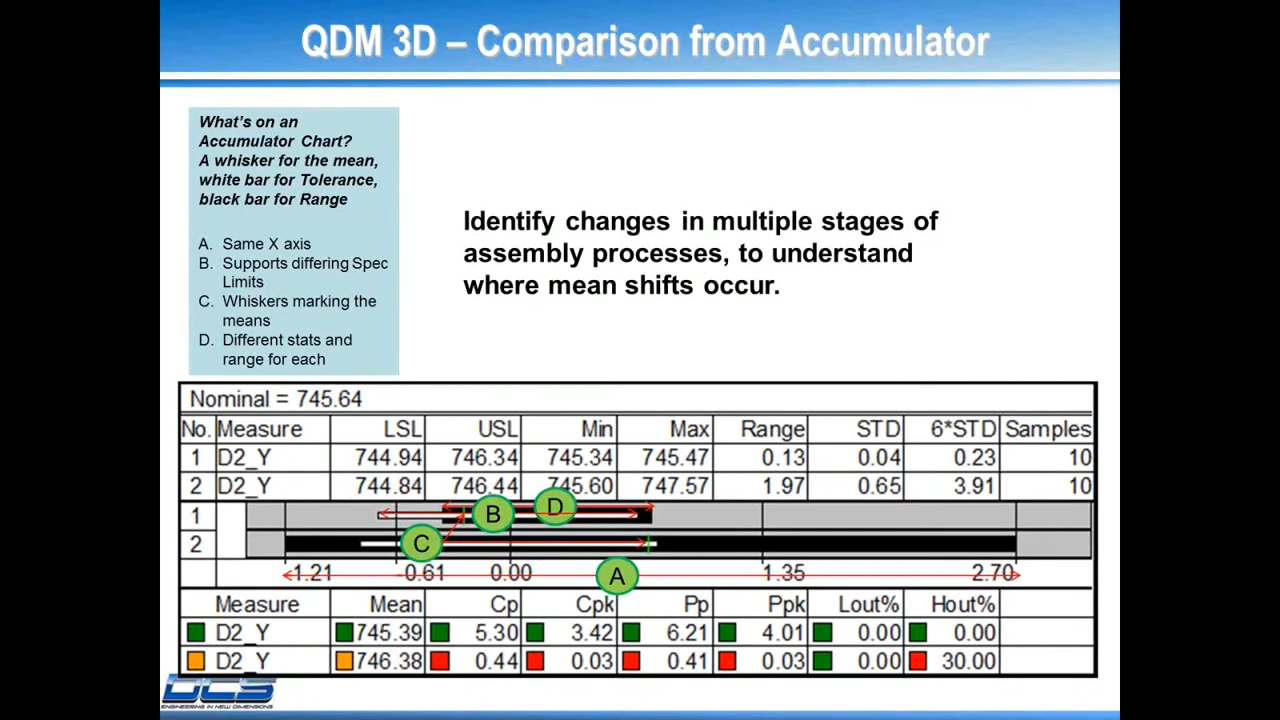 QDM 3D – Comparison from Accumulator
What's on an
Accumulator Chart?
A whisker for the mean,
white bar for Tolerance,
black bar for Range
A. Same X axis
B. Supports differing Spec
Limits
C. Whiskers marking the
means
D. Different stats and
range for each
Identify changes in multiple stages of
assembly processes, to understand
where mean shifts occur.
Nominal = 745.64
No. Measure LSL USL Min Max Range STD 6*STD Samples
1 D2_Y 744.94 746.34 745.34 745.47 0.13 0.04 0.23 10
2 D2_Y 744.84 746.44 745.60 747.57 1.97 0.65 3.91 10
1 B D
2 C
-1.21 -0.61 0.00 A 1.35 2.70
Measure Mean Cp Cpk Pp Ppk Lout% Hout%
D2_Y 745.39 5.30 3.42 6.21 4.01 0.00 0.00
D2_Y 746.38 0.44 0.03 0.41 0.03 0.00 30.00
DCS
ENGINEERING IN NEW DIMENSIONS